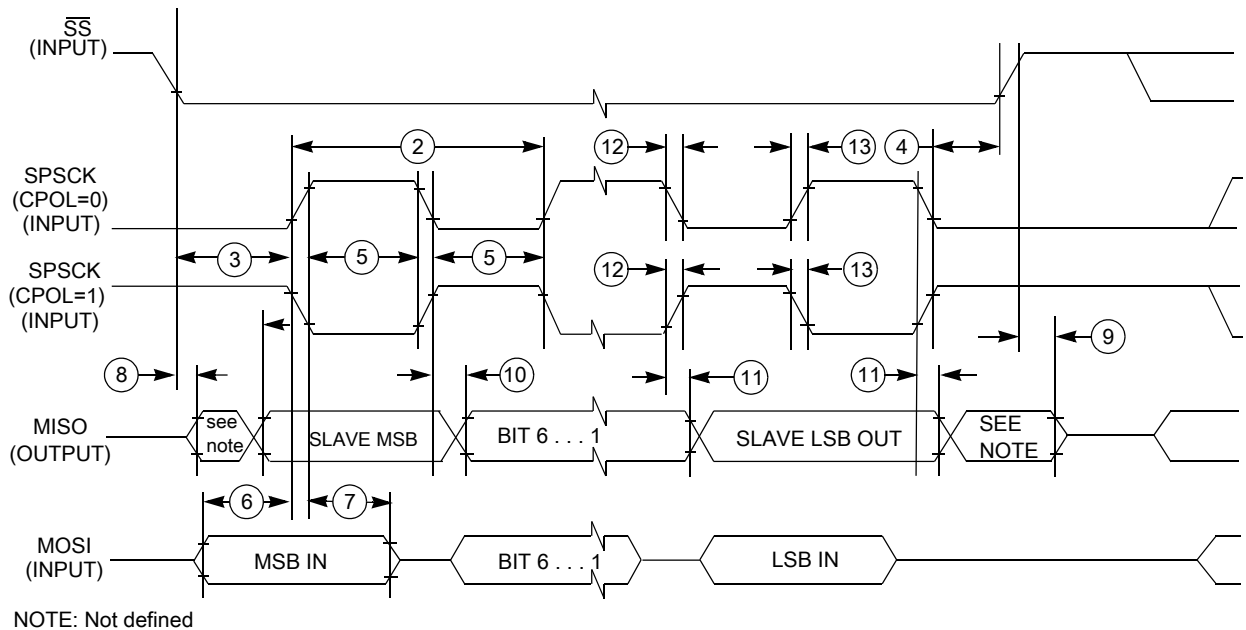 SS
(INPUT)
2
12
13
4
SPSCK
(CPOL=0)
(INPUT)
3
5
5
SPSCK
(CPOL=1)
(INPUT)
12
13
8
10
11
11
9
MISO
(OUTPUT)
see
note
SLAVE MSB
BIT 6 . . . 1
SLAVE LSB OUT
SEE
NOTE
6
7
MOSI
(INPUT)
MSB IN
BIT 6 . . . 1
LSB IN
NOTE: Not defined